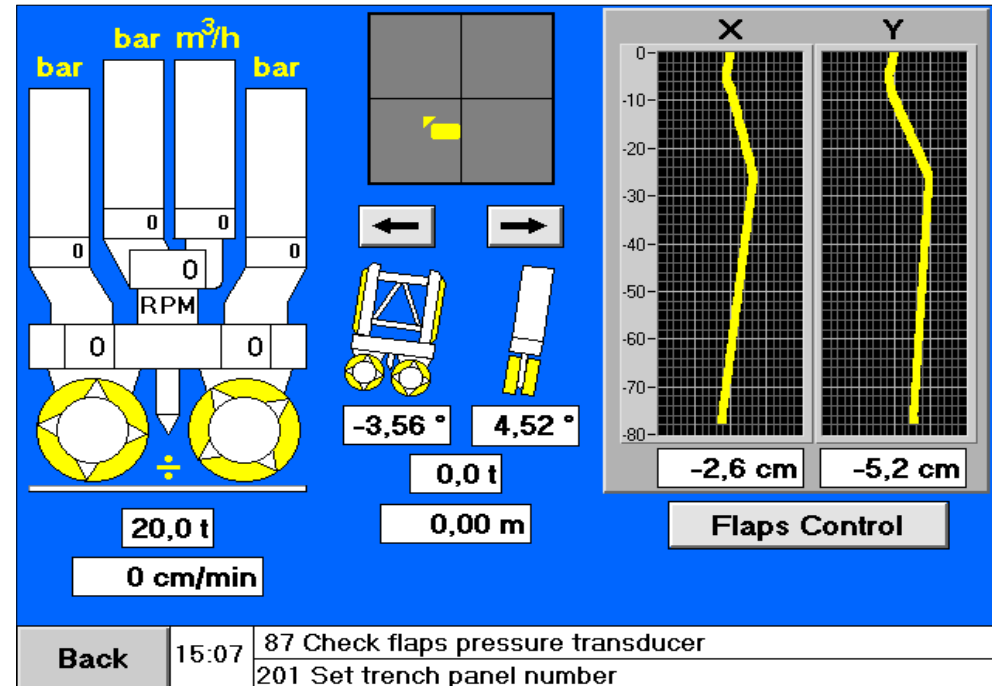 bar m³/h
bar bar
0 0
0 0
0
RPM
0 0
÷
20,0 t
0 cm/min
-3,56 ° 4,52 °
0,0 t
0,00 m
X Y
0
-10
-20
-30
-40
-50
-60
-70
-80
-2,6 cm -5,2 cm
Flaps Control
Back
15:07
87 Check flaps pressure transducer
201 Set trench panel number